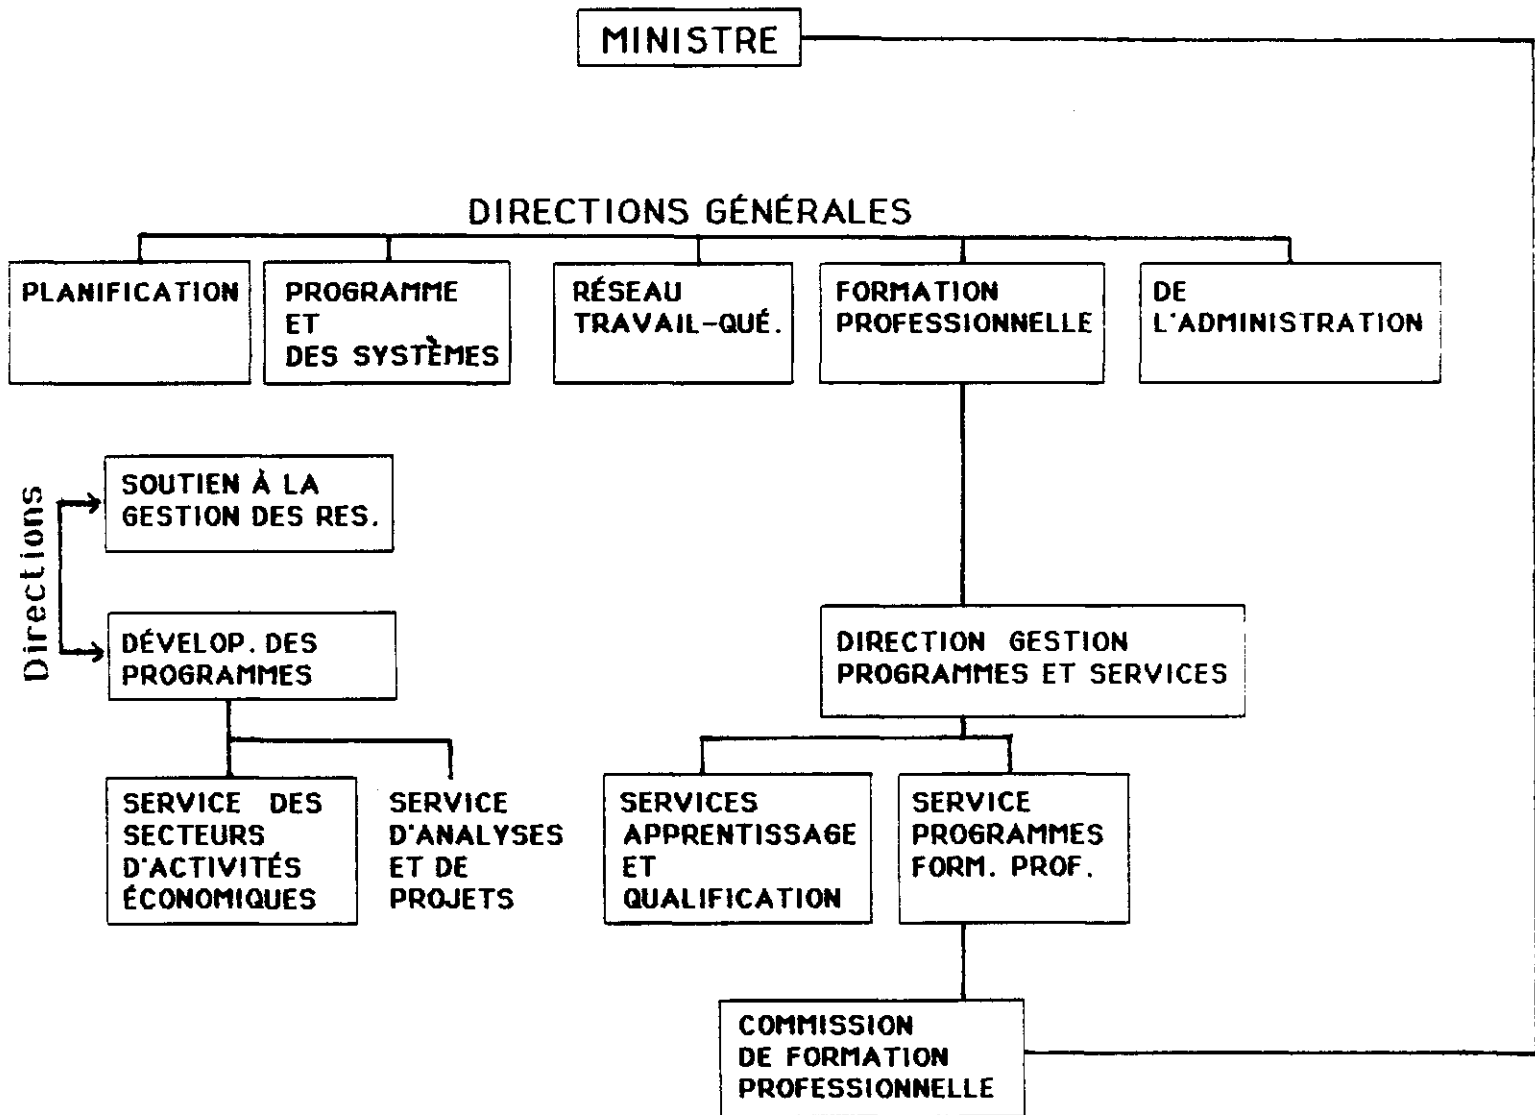 MINISTRE
DIRECTIONS GÉNÉRALES
PLANIFICATION
PROGRAMME
ET
DES SYSTÈMES
RÉSEAU
TRAVAIL-QUÉ.
FORMATION
PROFESSIONNELLE
DE
L'ADMINISTRATION
Directions
SOUTIEN À LA
GESTION DES RES.
DÉVELOP. DES
PROGRAMMES
DIRECTION GESTION
PROGRAMMES ET SERVICES
SERVICE DES
SECTEURS
D'ACTIVITÉS
ÉCONOMIQUES
SERVICE
D'ANALYSES
ET DE
PROJETS
SERVICES
APPRENTISSAGE
ET
QUALIFICATION
SERVICE
PROGRAMMES
FORM. PROF.
COMMISSION
DE FORMATION
PROFESSIONNELLE